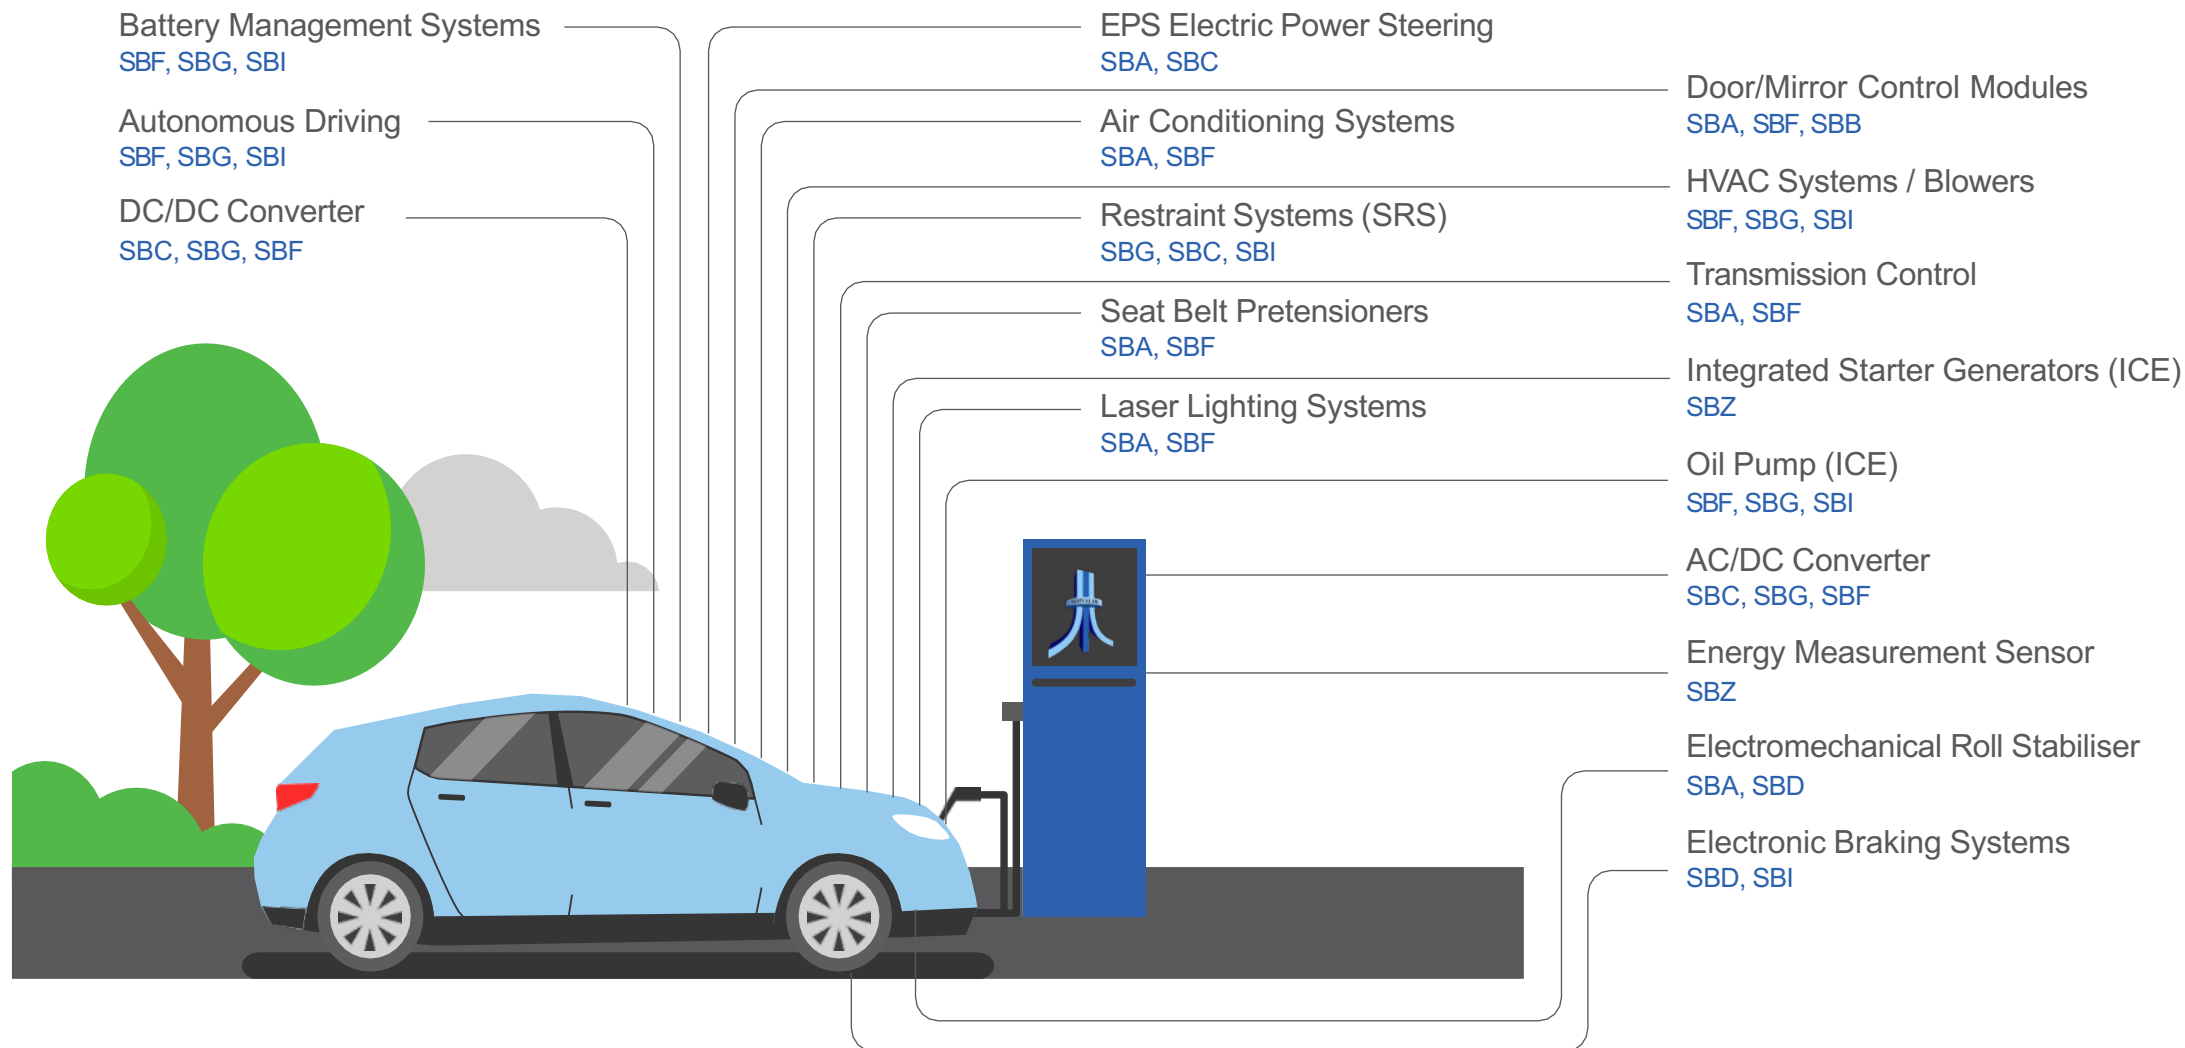 Battery Management Systems
SBF, SBG, SBI
Autonomous Driving
SBF, SBG, SBI
DC/DC Converter
SBC, SBG, SBF
EPS Electric Power Steering
SBA, SBC
Air Conditioning Systems
SBA, SBF
Restraint Systems (SRS)
SBG, SBC, SBI
Seat Belt Pretensioners
SBA, SBF
Laser Lighting Systems
SBA, SBF
Door/Mirror Control Modules
SBA, SBF, SBB
HVAC Systems / Blowers
SBF, SBG, SBI
Transmission Control
SBA, SBF
Integrated Starter Generators (ICE)
SBZ
Oil Pump (ICE)
SBF, SBG, SBI
AC/DC Converter
SBC, SBG, SBF
Energy Measurement Sensor
SBZ
Electromechanical Roll Stabiliser
SBA, SBD
Electronic Braking Systems
SBD, SBI